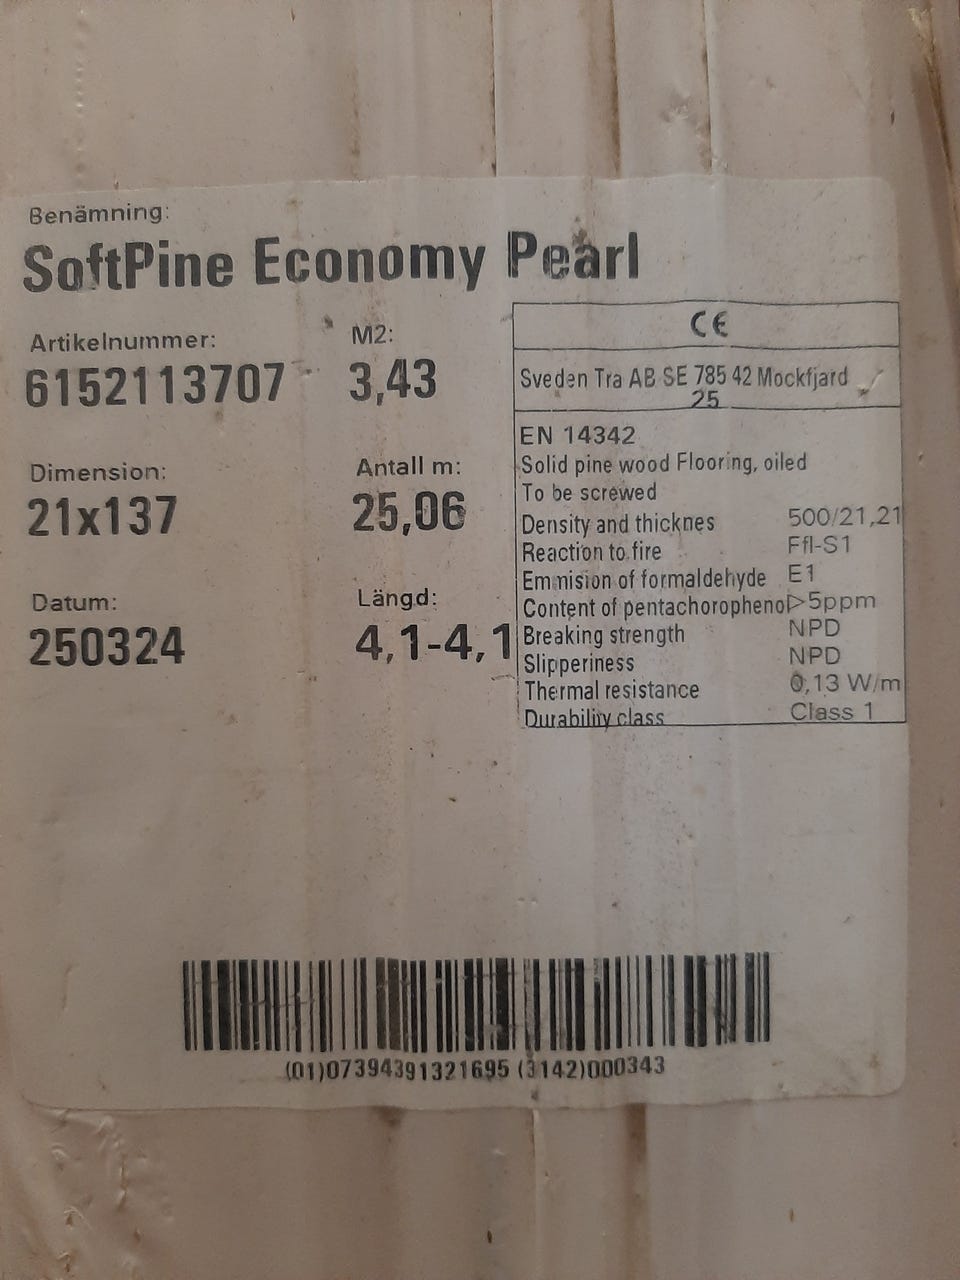 Benämning:
SoftPine Economy Pearl
Artikelnummer:
6152113707
M2:
3,43
Dimension:
21x137
Antall m:
25,06
Datum:
250324
Längd:
4,1-4,1
CE
Sveden Tra AB SE 785 42 Mockfjard
25
EN 14342
Solid pine wood Flooring, oiled
To be screwed
Density and thicknes 500/21,21
Reaction to fire Ffl-S1
Emmision of formaldehyde E1
Content of pentachorophenol>5ppm
Breaking strength NPD
Slipperiness NPD
Thermal resistance 0,13 W/m
Durability class Class 1
(01)07394391321695 (3142)000343